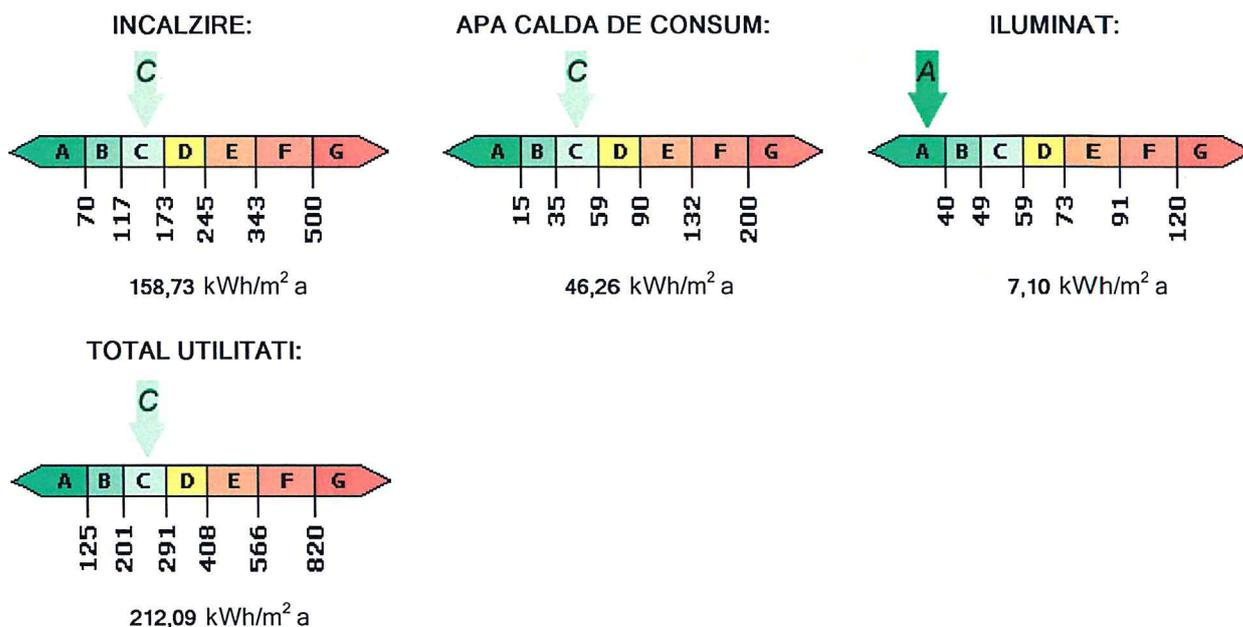 INCALZIRE:
C
A B C D E F G
70 117 173 245 343 500
158,73 kWh/m² a
APA CALDA DE CONSUM:
C
A B C D E F G
15 35 59 90 132 200
46,26 kWh/m² a
ILUMINAT:
A
A B C D E F G
40 49 59 73 91 120
7,10 kWh/m² a
TOTAL UTILITATI:
C
A B C D E F G
125 201 291 408 566 820
212,09 kWh/m² a